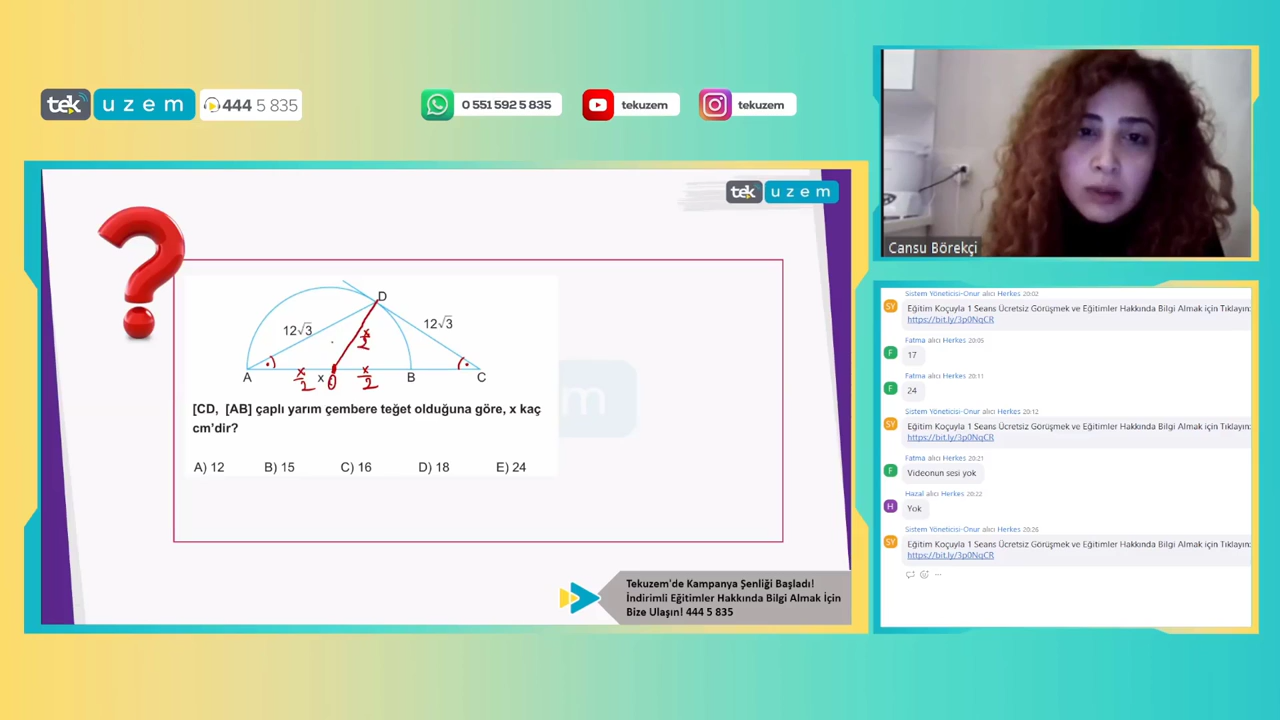 tek uzem 444 5 835
0 551 592 5 835
tekuzem
tekuzem
Cansu Börekçi
tek uzem
D
12√3
12√3
x/2
A
x/2
x
O
x/2
B
C
[CD, [AB] çaplı yarım çembere teğet olduğuna göre, x kaç
cm'dir?
A) 12 B) 15 C) 16 D) 18 E) 24
Tekuzem'de Kampanya Şenliği Başladı!
İndirimli Eğitimler Hakkında Bilgi Almak İçin
Bize Ulaşın! 444 5 835
Sistem Yöneticisi-Onur alıcı Herkes 20:02
SY
Eğitim Koçuyla 1 Seans Ücretsiz Görüşmek ve Eğitimler Hakkında Bilgi Almak için Tıklayın:
https://bit.ly/3p0NqCR
Fatma alıcı Herkes 20:05
F
17
Fatma alıcı Herkes 20:11
F
24
Sistem Yöneticisi-Onur alıcı Herkes 20:12
SY
Eğitim Koçuyla 1 Seans Ücretsiz Görüşmek ve Eğitimler Hakkında Bilgi Almak için Tıklayın:
https://bit.ly/3p0NqCR
Fatma alıcı Herkes 20:21
F
Videonun sesi yok
Hazal alıcı Herkes 20:22
H
Yok
Sistem Yöneticisi-Onur alıcı Herkes 20:26
SY
Eğitim Koçuyla 1 Seans Ücretsiz Görüşmek ve Eğitimler Hakkında Bilgi Almak için Tıklayın:
https://bit.ly/3p0NqCR